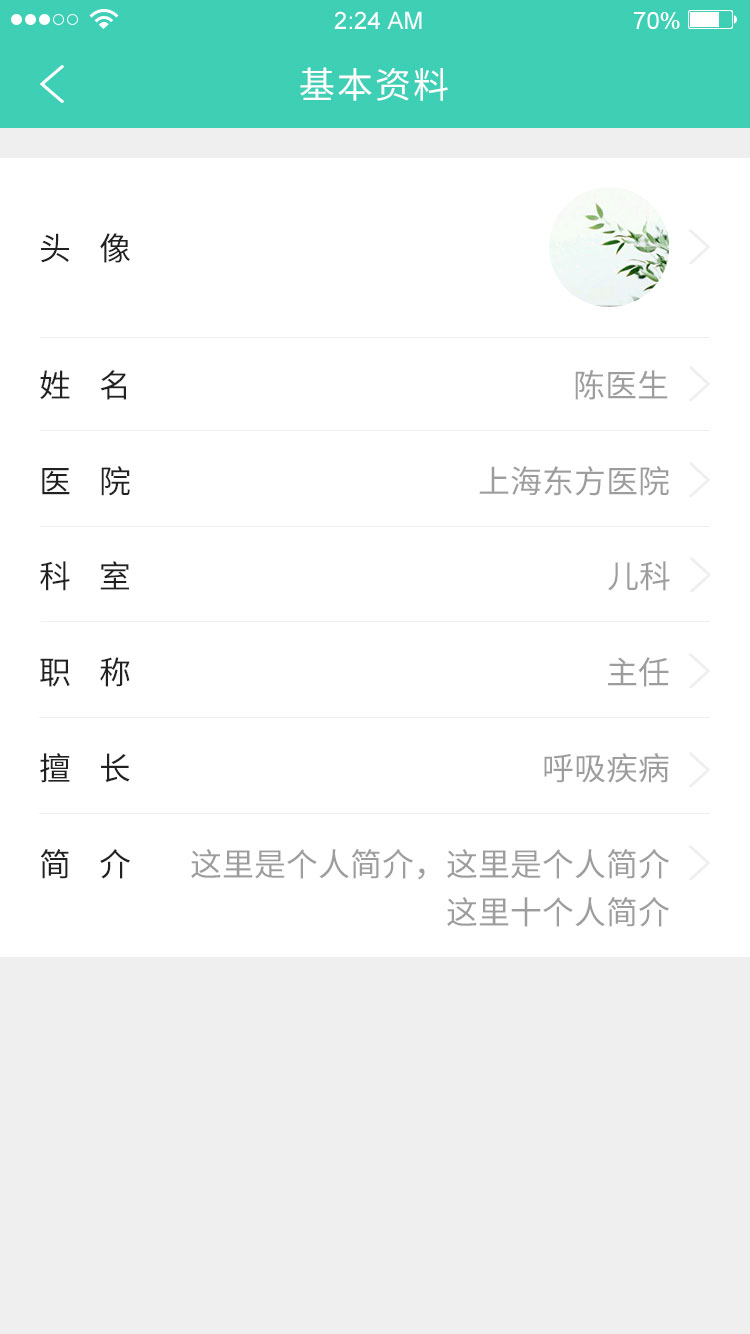 2:24 AM 70%
基本资料
头 像
姓 名 陈医生
医 院 上海东方医院
科 室 儿科
职 称 主任
擅 长 呼吸疾病
简 介 这里是个人简介，这里是个人简介
这里十个人简介